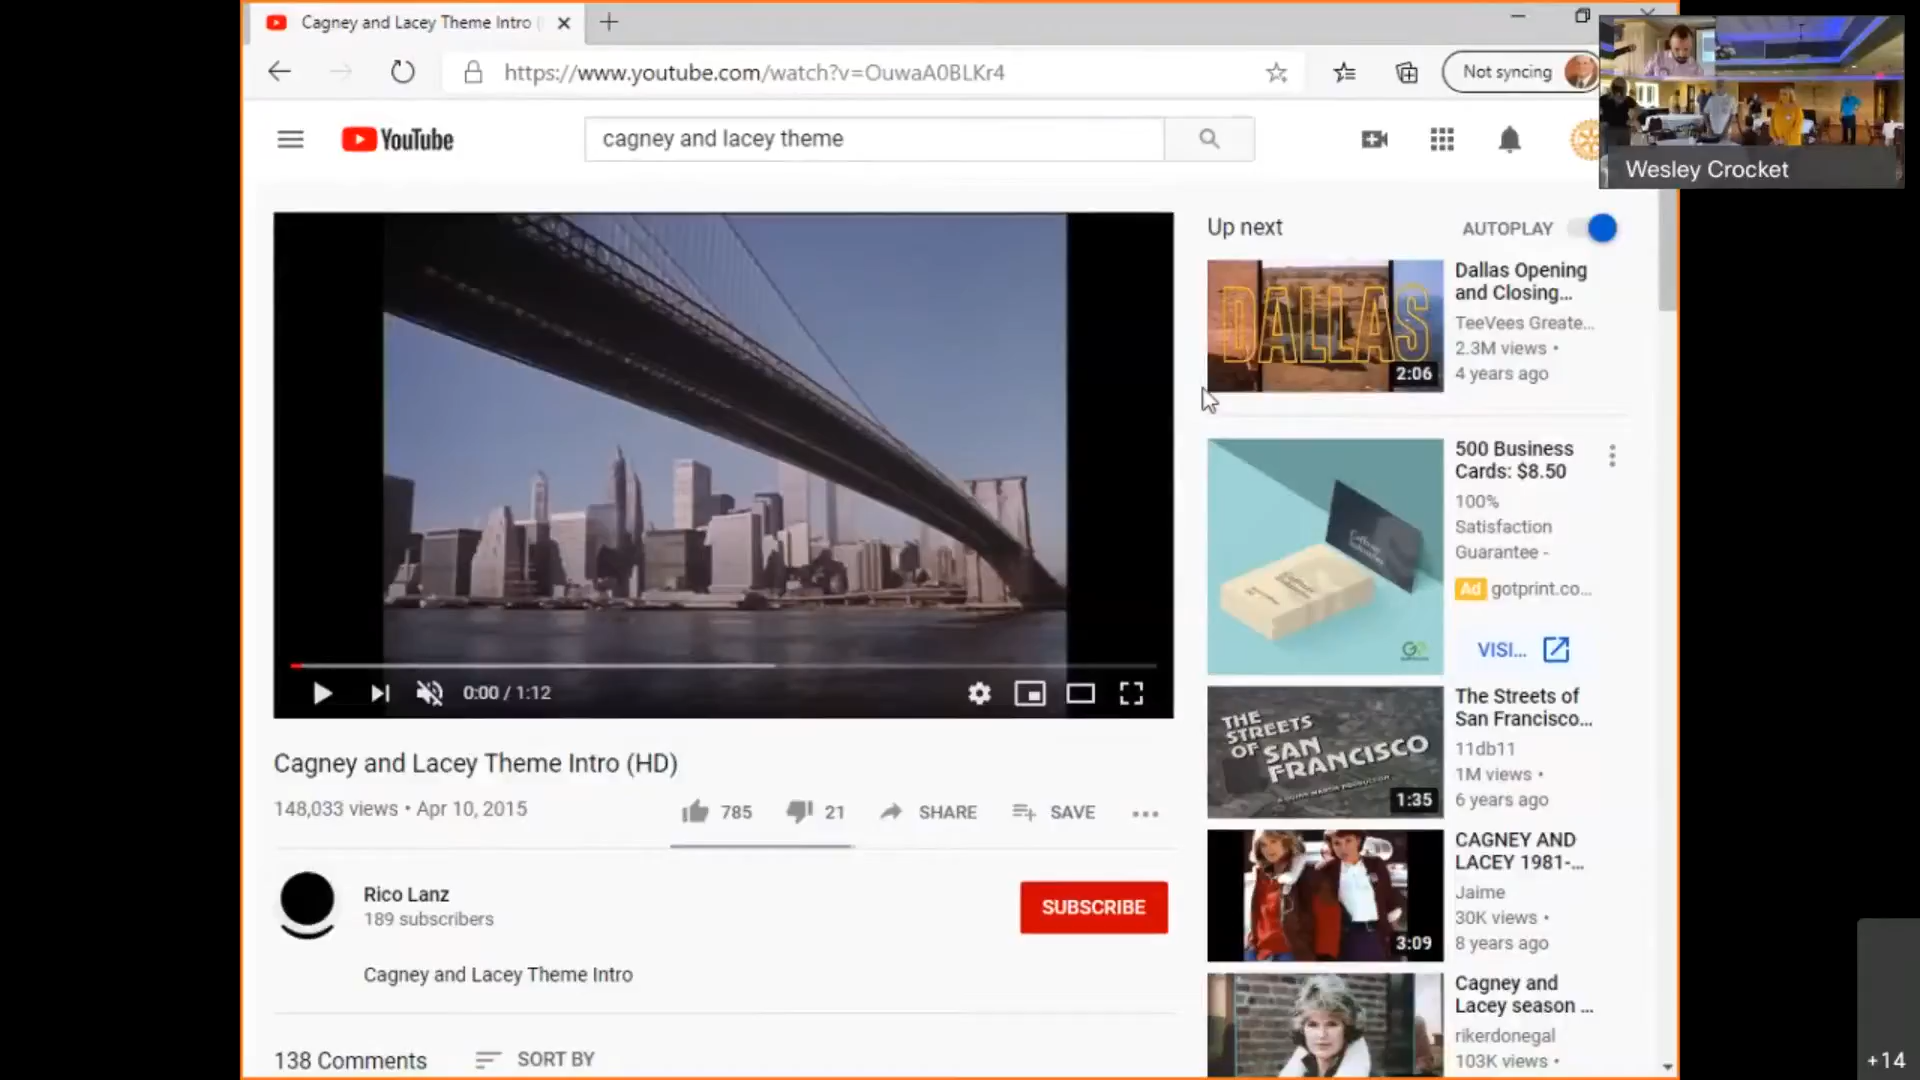 Cagney and Lacey Theme Intro (
https://www.youtube.com/watch?v=OuwaA0BLKr4
Not syncing
YouTube
cagney and lacey theme
Wesley Crocket
Up next
AUTOPLAY
DALLAS
2:06
Dallas Opening
and Closing...
TeeVees Greate...
2.3M views •
4 years ago
500 Business
Cards: $8.50
100%
Satisfaction
Guarantee -
Ad gotprint.co...
VISI...
THE
STREETS
OF SAN
FRANCISCO
A QUINN MARTIN PRODUCTION
1:35
The Streets of
San Francisco...
11db11
1M views •
6 years ago
3:09
CAGNEY AND
LACEY 1981-...
Jaime
30K views •
8 years ago
Cagney and
Lacey season ...
rikerdonegal
103K views •
0:00 / 1:12
Cagney and Lacey Theme Intro (HD)
148,033 views • Apr 10, 2015
785
21
SHARE
SAVE
Rico Lanz
189 subscribers
SUBSCRIBE
Cagney and Lacey Theme Intro
138 Comments
SORT BY
+14